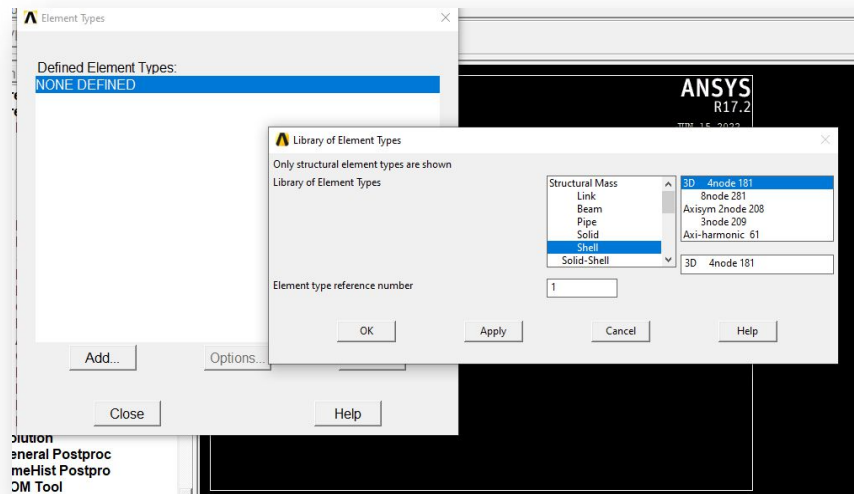 Element Types
Defined Element Types:
NONE DEFINED
Add...
Options...
Close
Help
ANSYS
R17.2
Library of Element Types
Only structural element types are shown
Library of Element Types
Structural Mass
Link
Beam
Pipe
Solid
Shell
Solid-Shell
3D 4node 181
8node 281
Axisym 2node 208
3node 209
Axi-harmonic 61
3D 4node 181
Element type reference number
1
OK
Apply
Cancel
Help
eneral Postproc
meHist Postpro
OM Tool